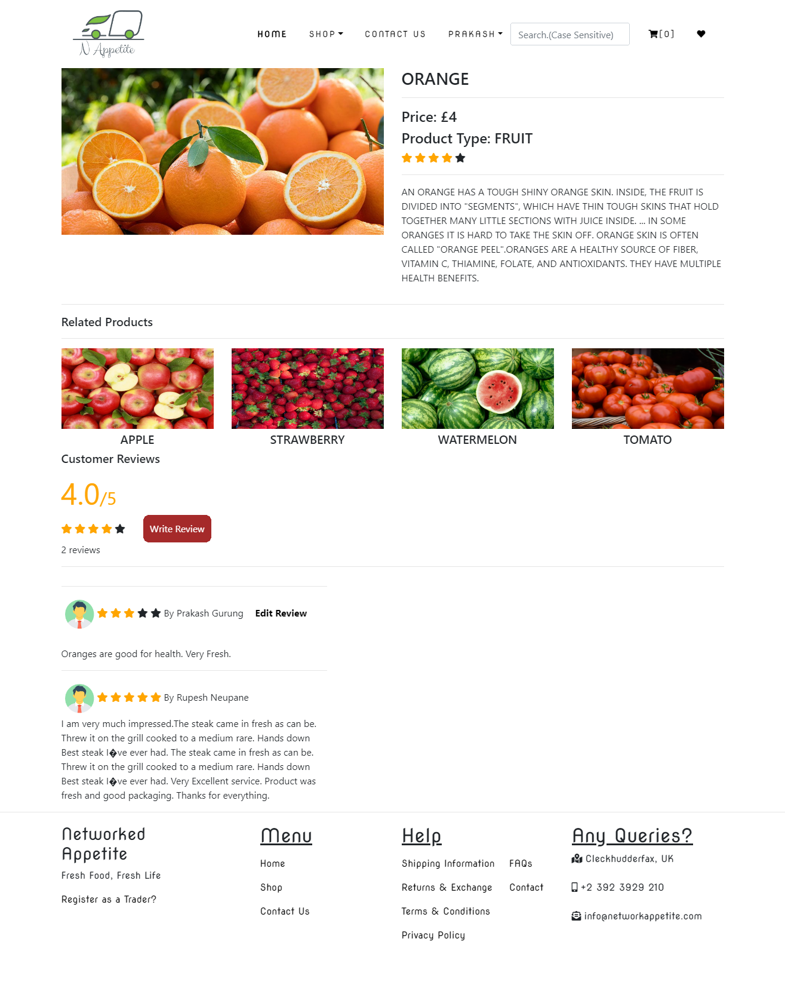 N Appetite
HOME SHOP CONTACT US PRAKASH Search.(Case Sensitive) [0]
ORANGE
Price: £4
Product Type: FRUIT
AN ORANGE HAS A TOUGH SHINY ORANGE SKIN. INSIDE, THE FRUIT IS
DIVIDED INTO "SEGMENTS", WHICH HAVE THIN TOUGH SKINS THAT HOLD
TOGETHER MANY LITTLE SECTIONS WITH JUICE INSIDE. ... IN SOME
ORANGES IT IS HARD TO TAKE THE SKIN OFF. ORANGE SKIN IS OFTEN
CALLED "ORANGE PEEL".ORANGES ARE A HEALTHY SOURCE OF FIBER,
VITAMIN C, THIAMINE, FOLATE, AND ANTIOXIDANTS. THEY HAVE MULTIPLE
HEALTH BENEFITS.
Related Products
APPLE STRAWBERRY WATERMELON TOMATO
Customer Reviews
4.0/5
Write Review
2 reviews
By Prakash Gurung Edit Review
Oranges are good for health. Very Fresh.
By Rupesh Neupane
I am very much impressed.The steak came in fresh as can be.
Threw it on the grill cooked to a medium rare. Hands down
Best steak I�ve ever had. The steak came in fresh as can be.
Threw it on the grill cooked to a medium rare. Hands down
Best steak I�ve ever had. Very Excellent service. Product was
fresh and good packaging. Thanks for everything.
Networked
Appetite
Fresh Food, Fresh Life
Register as a Trader?
Menu
Home
Shop
Contact Us
Help
Shipping Information FAQs
Returns & Exchange Contact
Terms & Conditions
Privacy Policy
Any Queries?
Cleckhudderfax, UK
+2 392 3929 210
info@networkappetite.com